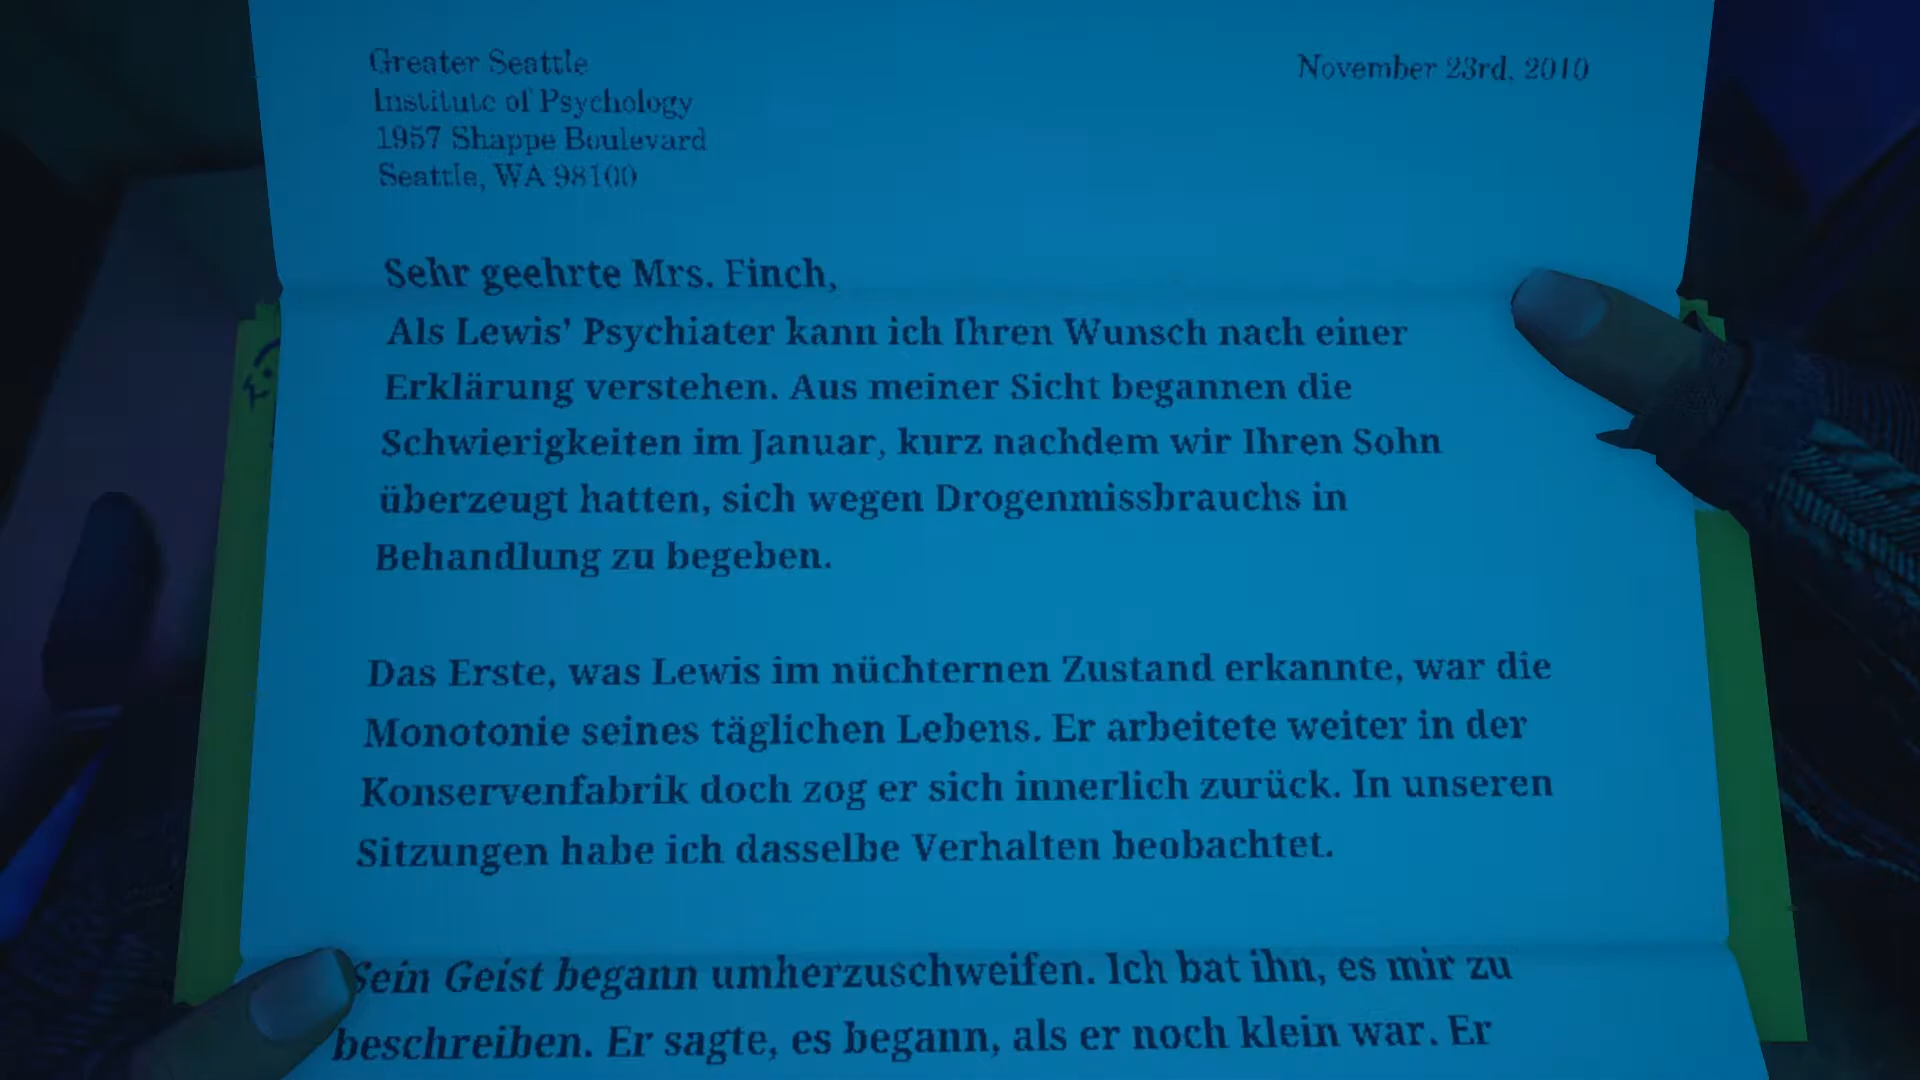 Greater Seattle
November 23rd, 2010
Institute of Psychology
1957 Shappe Boulevard
Seattle, WA 98100
Sehr geehrte Mrs. Finch,
Als Lewis' Psychiater kann ich Ihren Wunsch nach einer
Erklärung verstehen. Aus meiner Sicht begannen die
Schwierigkeiten im Januar, kurz nachdem wir Ihren Sohn
überzeugt hatten, sich wegen Drogenmissbrauchs in
Behandlung zu begeben.
Das Erste, was Lewis im nüchternen Zustand erkannte, war die
Monotonie seines täglichen Lebens. Er arbeitete weiter in der
Konservenfabrik doch zog er sich innerlich zurück. In unseren
Sitzungen habe ich dasselbe Verhalten beobachtet.
Sein Geist begann umherzuschweifen. Ich bat ihn, es mir zu
beschreiben. Er sagte, es begann, als er noch klein war. Er